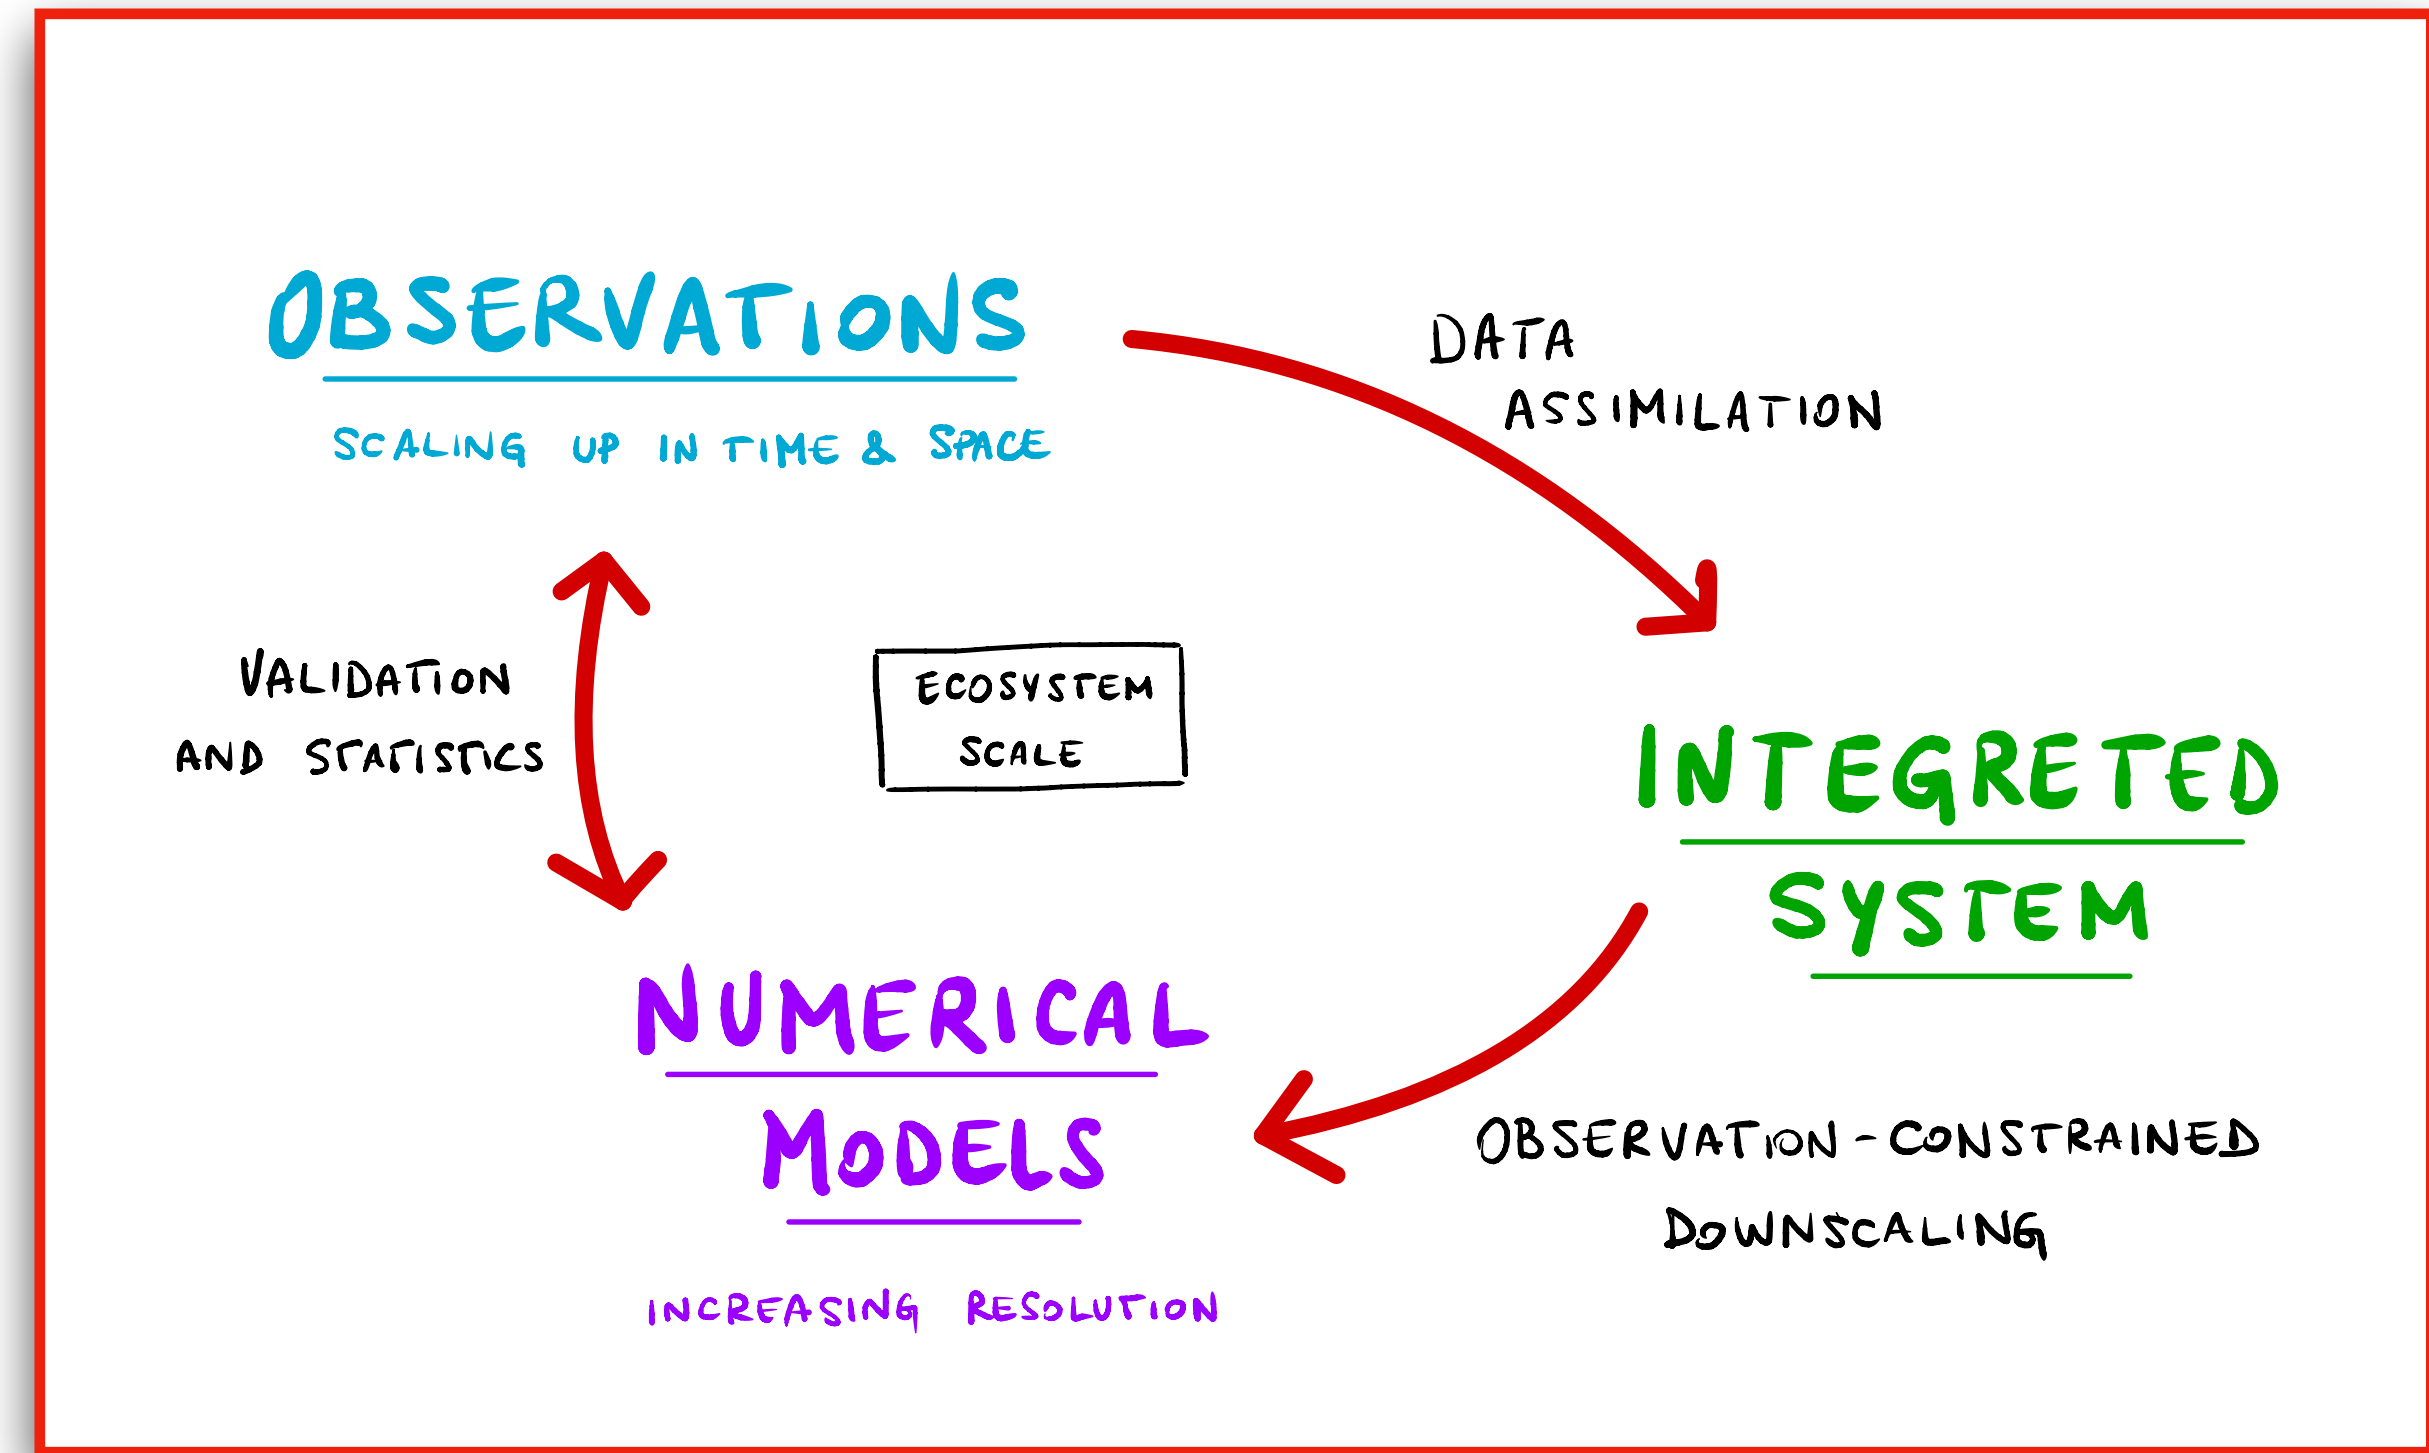 OBSERVATIONS
SCALING UP IN TIME & SPACE
DATA
ASSIMILATION
VALIDATION
AND STATISTICS
ECOSYSTEM
SCALE
INTEGRETED
SYSTEM
NUMERICAL
MODELS
INCREASING RESOLUTION
OBSERVATION-CONSTRAINED
DOWNSCALING